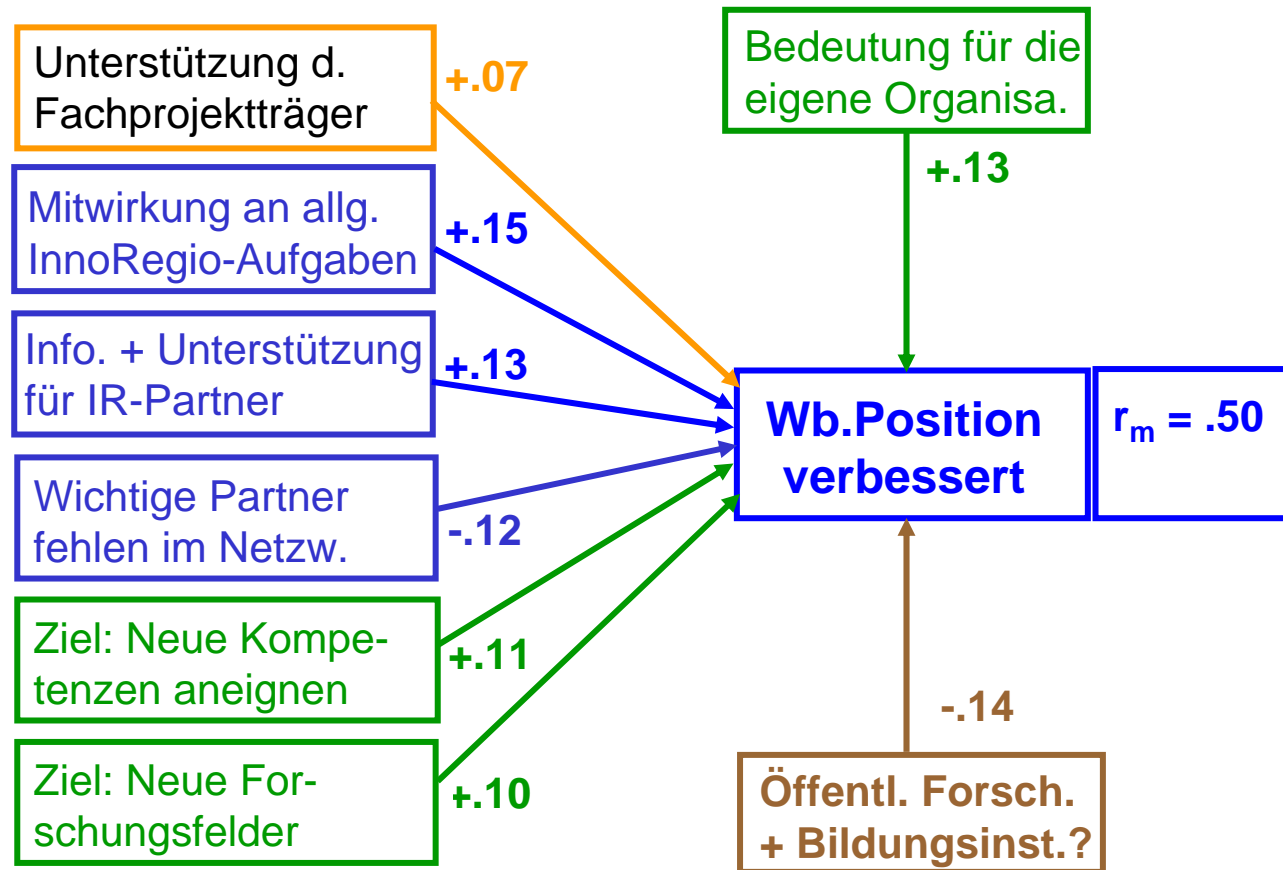 Unterstützung d.
Fachprojektträger
+.07
Mitwirkung an allg.
InnoRegio-Aufgaben
+.15
Info. + Unterstützung
für IR-Partner
+.13
Wichtige Partner
fehlen im Netzw.
-.12
Ziel: Neue Kompe-
tenzen aneignen
+.11
Ziel: Neue For-
schungsfelder
+.10
Bedeutung für die
eigene Organisa.
+.13
Wb.Position
verbessert
rm = .50
-.14
Öffentl. Forsch.
+ Bildungsinst.?